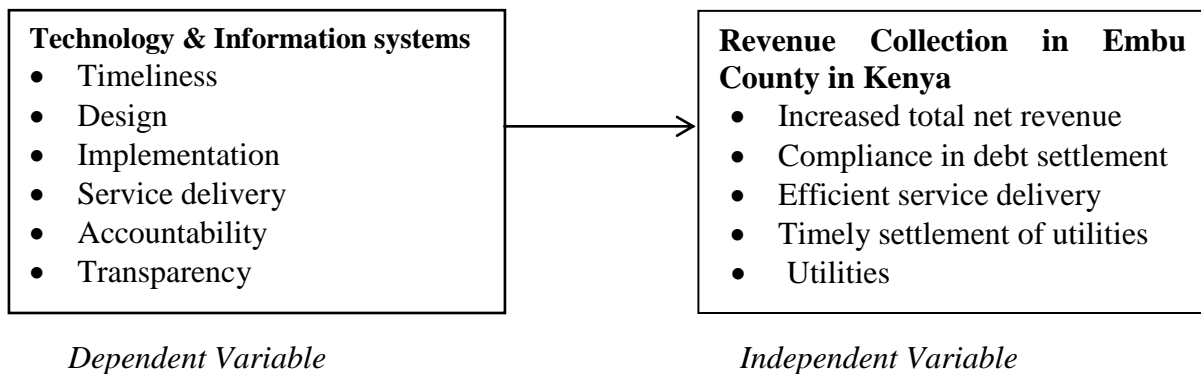 Technology & Information systems
• Timeliness
• Design
• Implementation
• Service delivery
• Accountability
• Transparency
Revenue Collection in Embu
County in Kenya
• Increased total net revenue
• Compliance in debt settlement
• Efficient service delivery
• Timely settlement of utilities
• Utilities
Dependent Variable
Independent Variable